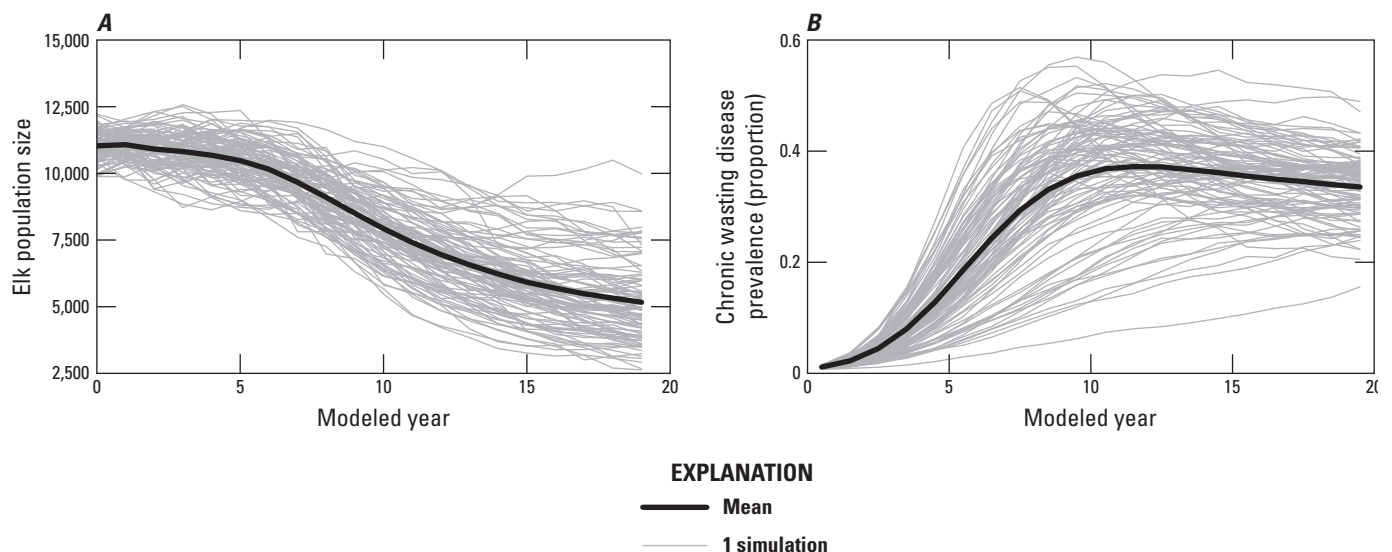 A
15,000
12,500
10,000
7,500
5,000
2,500
0
5
10
15
20
Elk population size
Modeled year
B
0.6
0.4
0.2
0
0
5
10
15
20
Chronic wasting disease
prevalence (proportion)
Modeled year
EXPLANATION
Mean
1 simulation